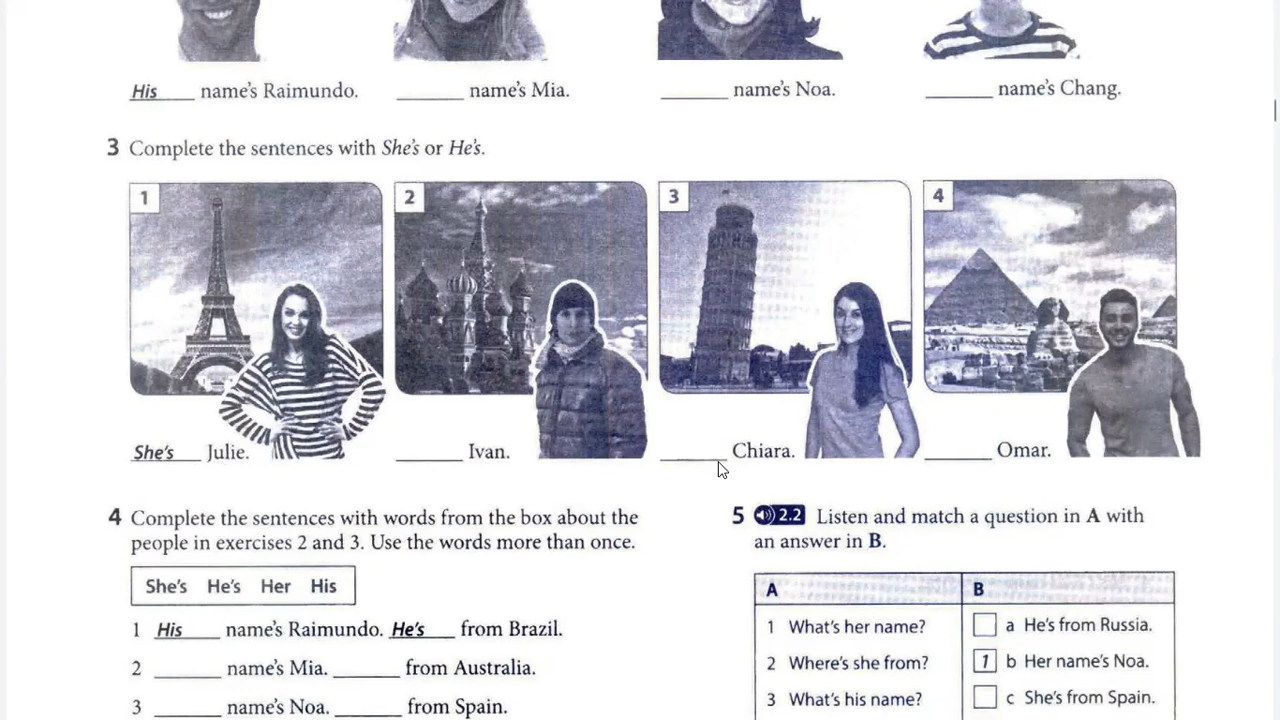 His name's Raimundo.
name's Mia.
name's Noa.
name's Chang.
3 Complete the sentences with She's or He's.
1
2
3
4
She's Julie.
Ivan.
Chiara.
Omar.
4 Complete the sentences with words from the box about the
people in exercises 2 and 3. Use the words more than once.
She's He's Her His
1 His name's Raimundo. He's from Brazil.
2 ______ name's Mia. ______ from Australia.
3 ______ name's Noa. ______ from Spain.
5 2.2 Listen and match a question in A with
an answer in B.
A B
1 What's her name? a He's from Russia.
2 Where's she from? 1 b Her name's Noa.
3 What's his name? c She's from Spain.